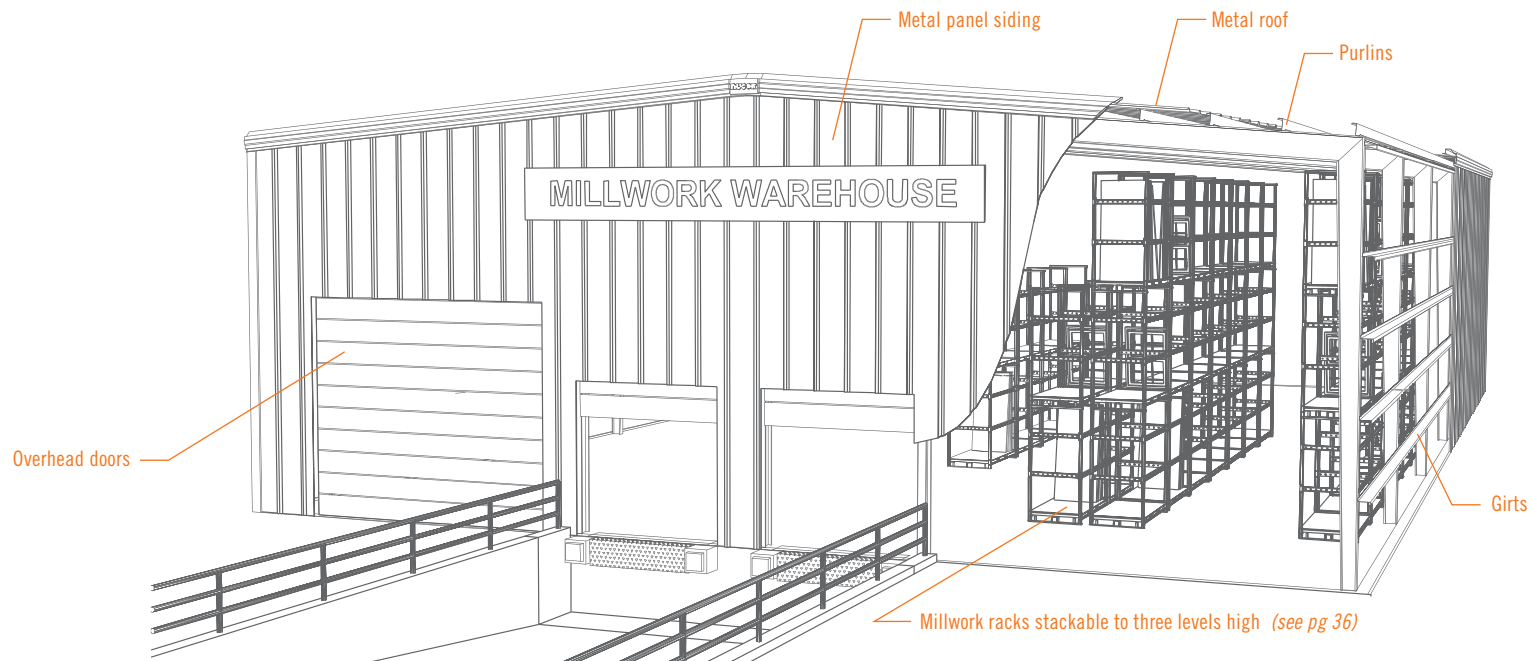 Metal panel siding
Metal roof
Purlins
MILLWORK WAREHOUSE
Overhead doors
Girts
Millwork racks stackable to three levels high (see pg 36)